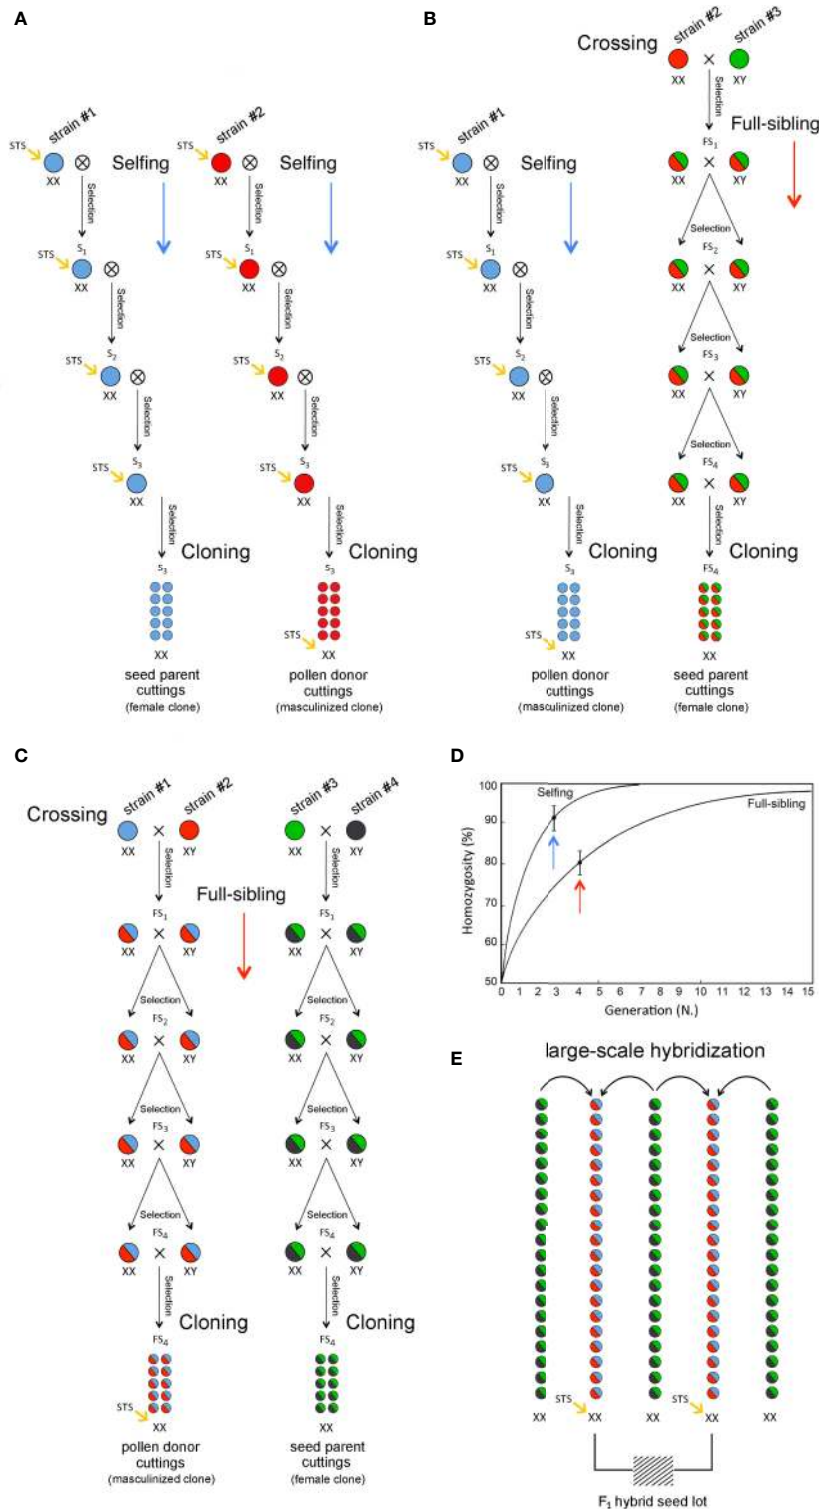 A
strain #1
strain #2
STS
STS
Selfing
Selfing
XX
XX
Selection
Selection
S1
S1
STS
STS
XX
XX
Selection
Selection
S2
S2
STS
STS
XX
XX
Selection
Selection
S3
S3
STS
STS
XX
XX
Selection
Selection
Cloning
Cloning
S3
S3
STS
XX
XX
seed parent
cuttings
(female clone)
pollen donor
cuttings
(masculinized clone)
B
strain #2
strain #3
Crossing
XX
XY
Selection
strain #1
STS
Selfing
XX
FS1
Full-sibling
XX
XY
Selection
Selection
S1
FS2
STS
XX
XX
XY
Selection
Selection
S2
FS3
STS
XX
XX
XY
Selection
Selection
S3
FS4
STS
XX
XX
XY
Selection
Selection
Cloning
Cloning
S3
FS4
STS
XX
XX
pollen donor
cuttings
(masculinized clone)
seed parent
cuttings
(female clone)
C
strain #1
strain #2
strain #3
strain #4
Crossing
XX
XY
XX
XY
Selection
Selection
Full-sibling
FS1
FS1
XX
XY
XX
XY
Selection
Selection
FS2
FS2
XX
XY
XX
XY
Selection
Selection
FS3
FS3
XX
XY
XX
XY
Selection
Selection
FS4
FS4
XX
XY
XX
XY
Selection
Selection
Cloning
Cloning
FS4
FS4
STS
XX
XX
pollen donor
cuttings
(masculinized clone)
seed parent
cuttings
(female clone)
D
100
90
80
70
60
50
Homozygosity (%)
Selfing
Full-sibling
0 1 2 3 4 5 6 7 8 9 10 11 12 13 14 15
Generation (N.)
E
large-scale hybridization
STS
STS
XX
XX
XX
XX
XX
F1 hybrid seed lot